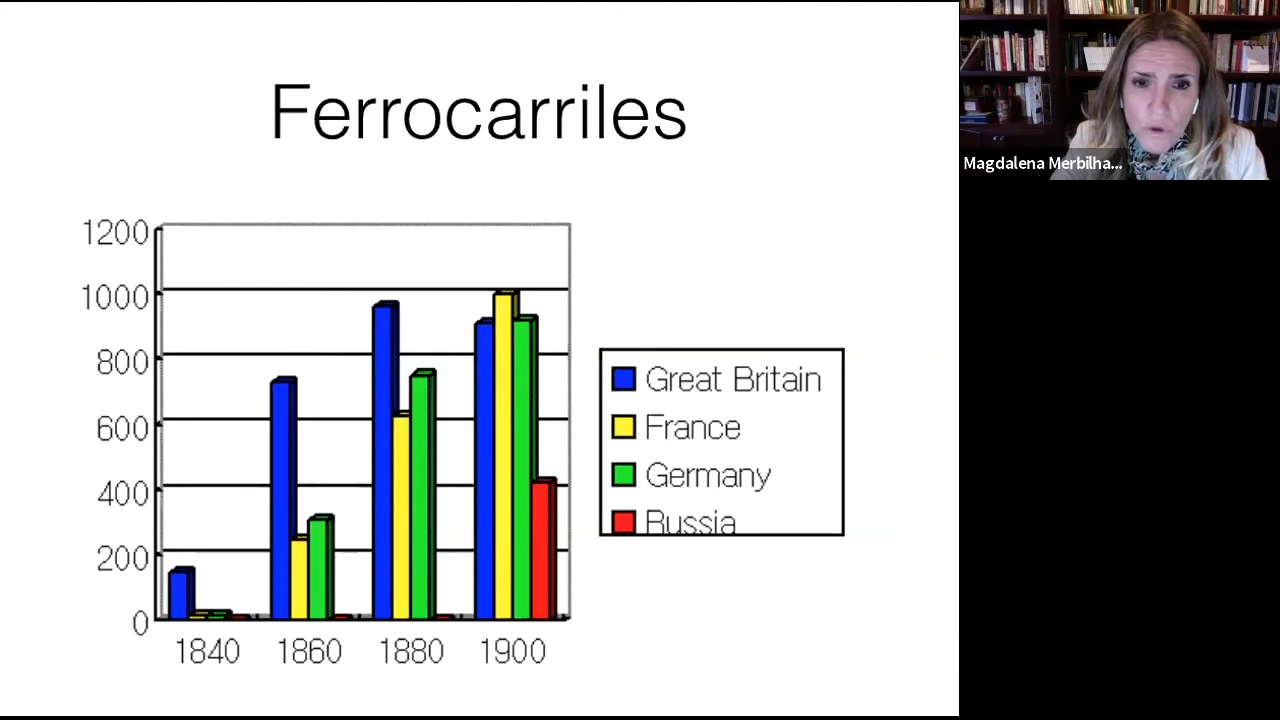 Ferrocarriles
1200
1000
800
600
400
200
0
1840 1860 1880 1900
Great Britain
France
Germany
Russia
Magdalena Merbilha...